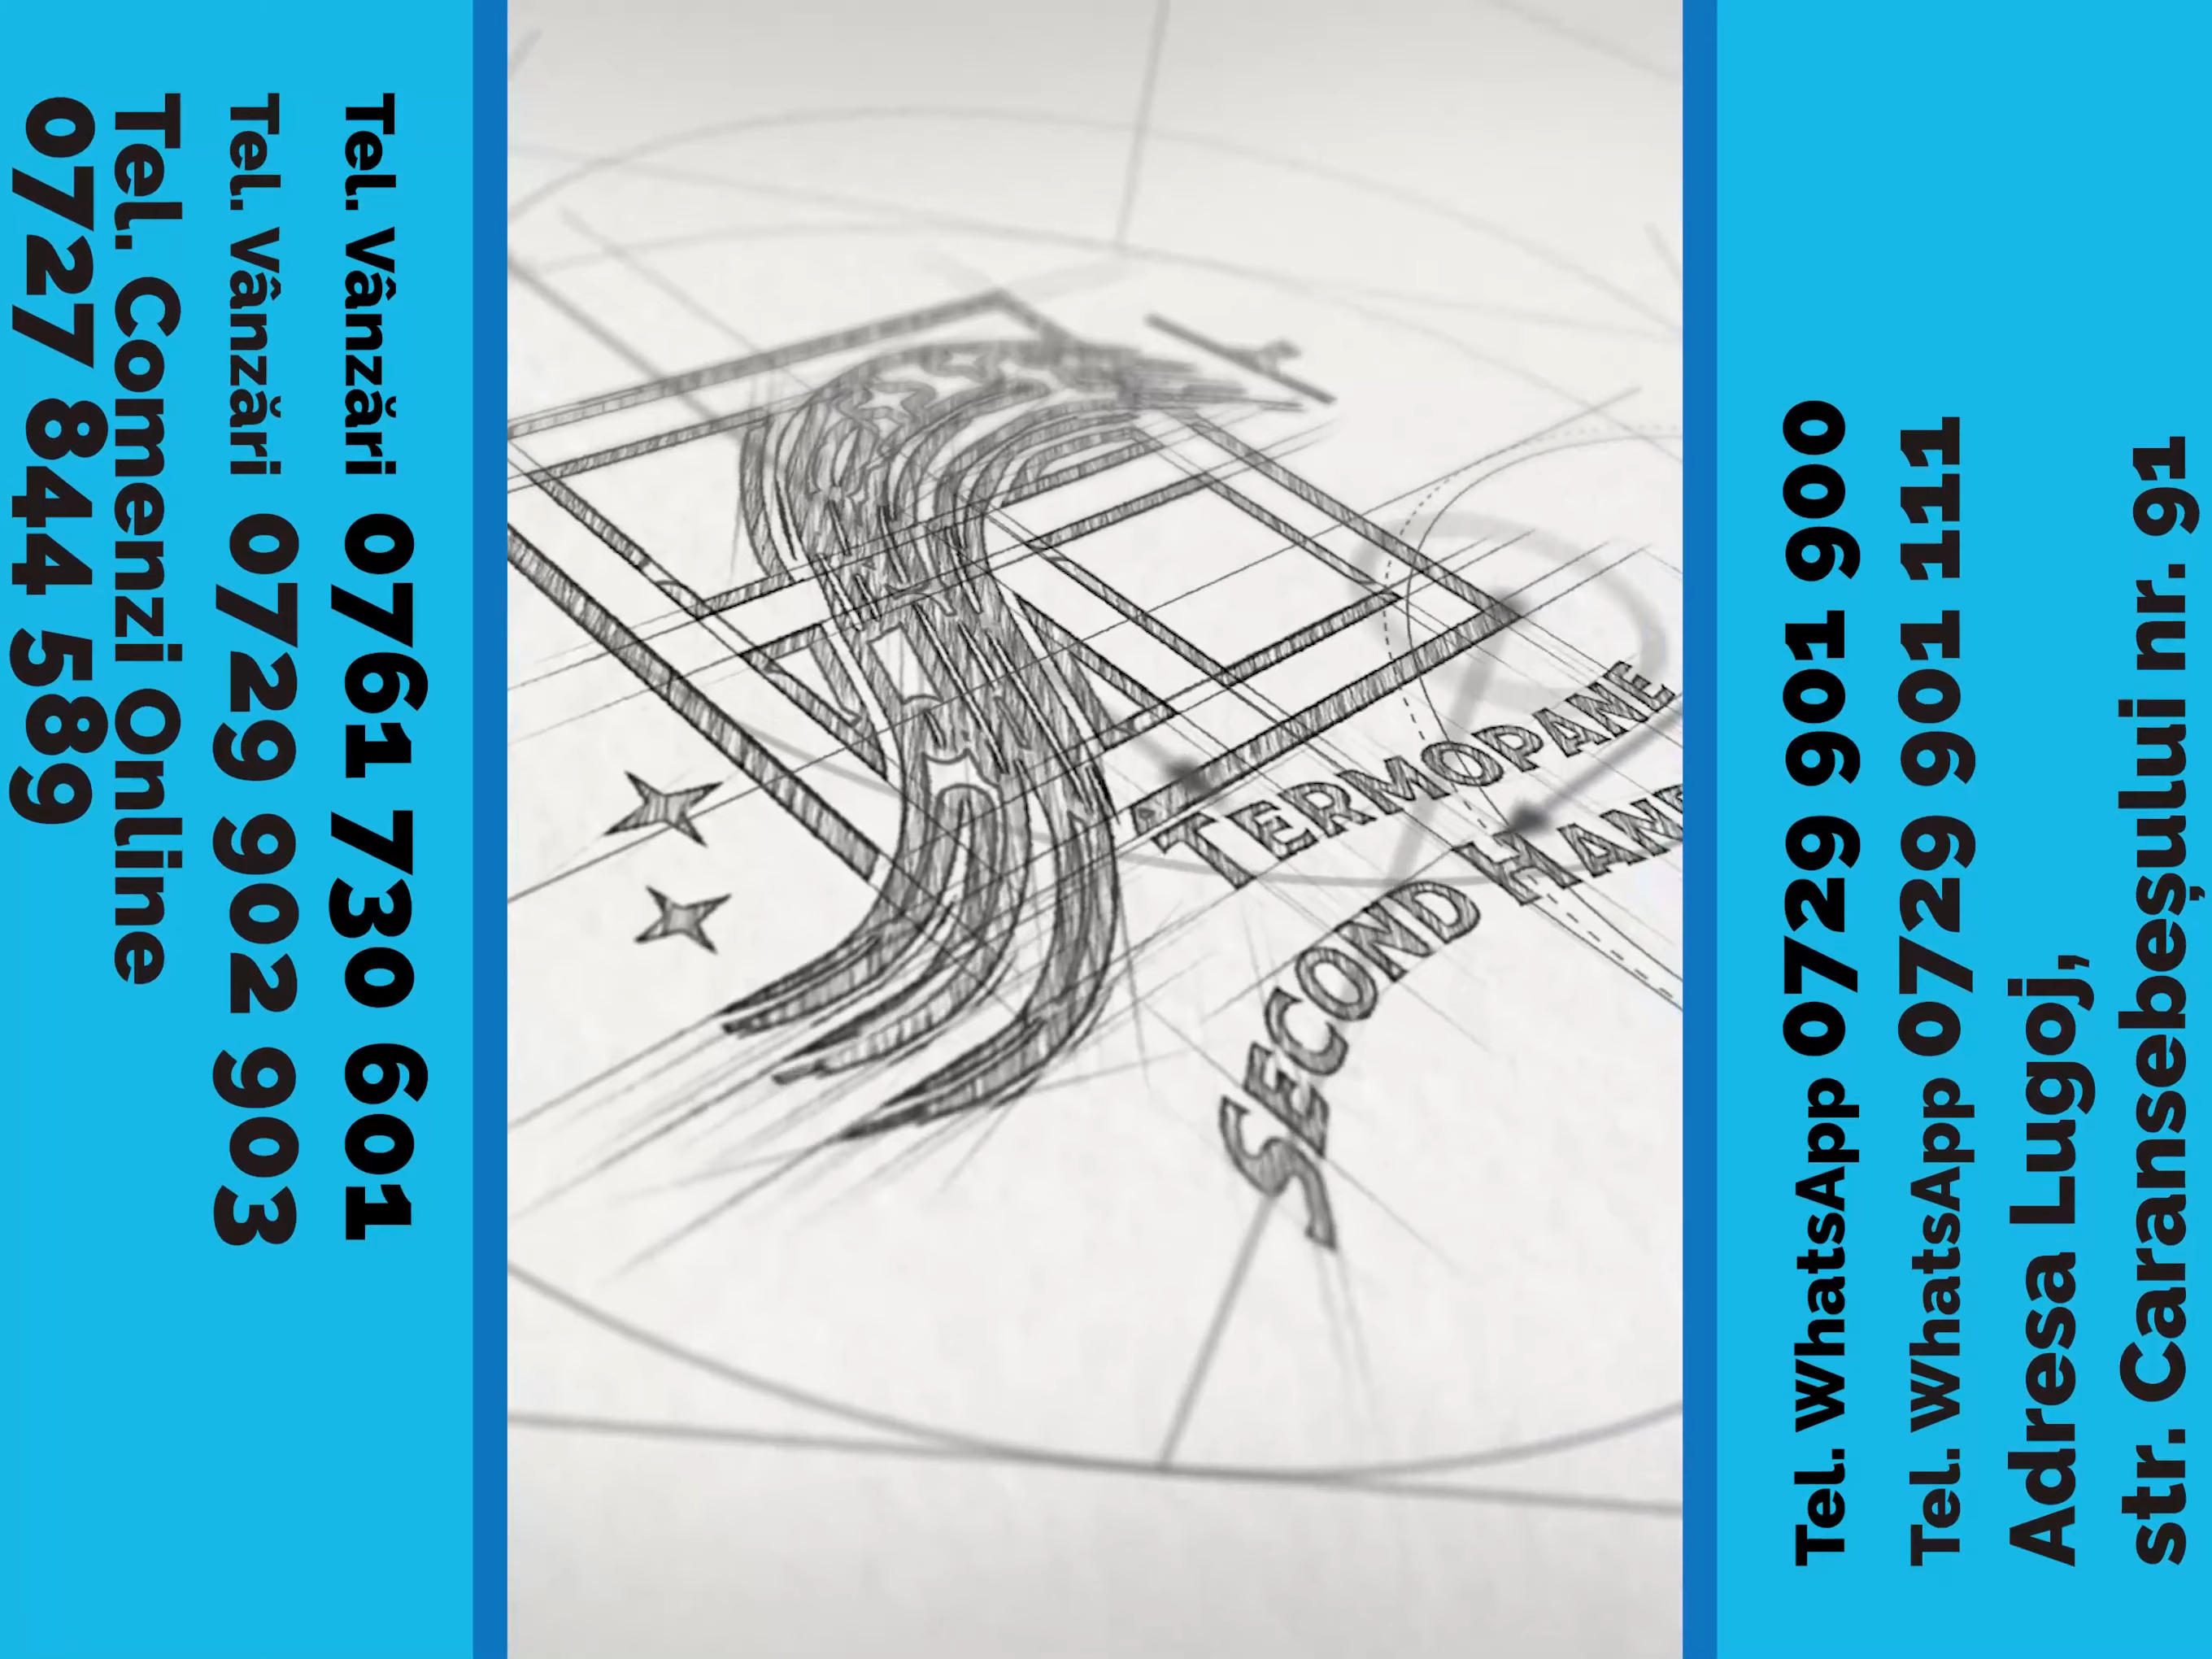 Tel. Vânzări 0761 730 601
Tel. Vânzări 0729 902 903
Tel. Comenzi Online
0727 844 589
TERMOPANE
SECOND HAND
Tel. WhatsApp 0729 901 900
Tel. WhatsApp 0729 901 111
Adresa Lugoj,
str. Caransebeșului nr. 91